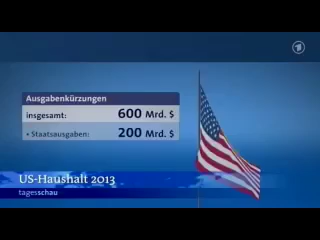 Ausgabenkürzungen
insgesamt: 600 Mrd. $
• Staatsausgaben: 200 Mrd. $
US-Haushalt 2013
tagesschau